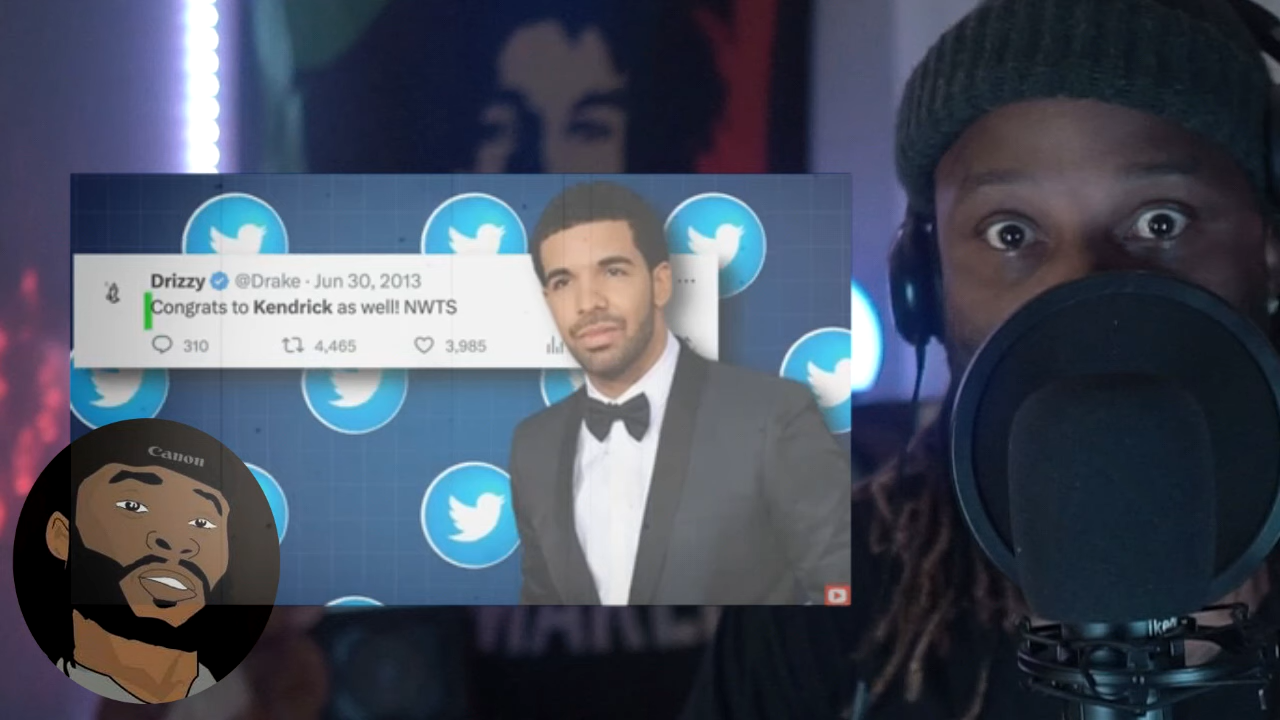 Drizzy @Drake · Jun 30, 2013
...
Congrats to Kendrick as well! NWTS
310 4,465 3,985
Canon